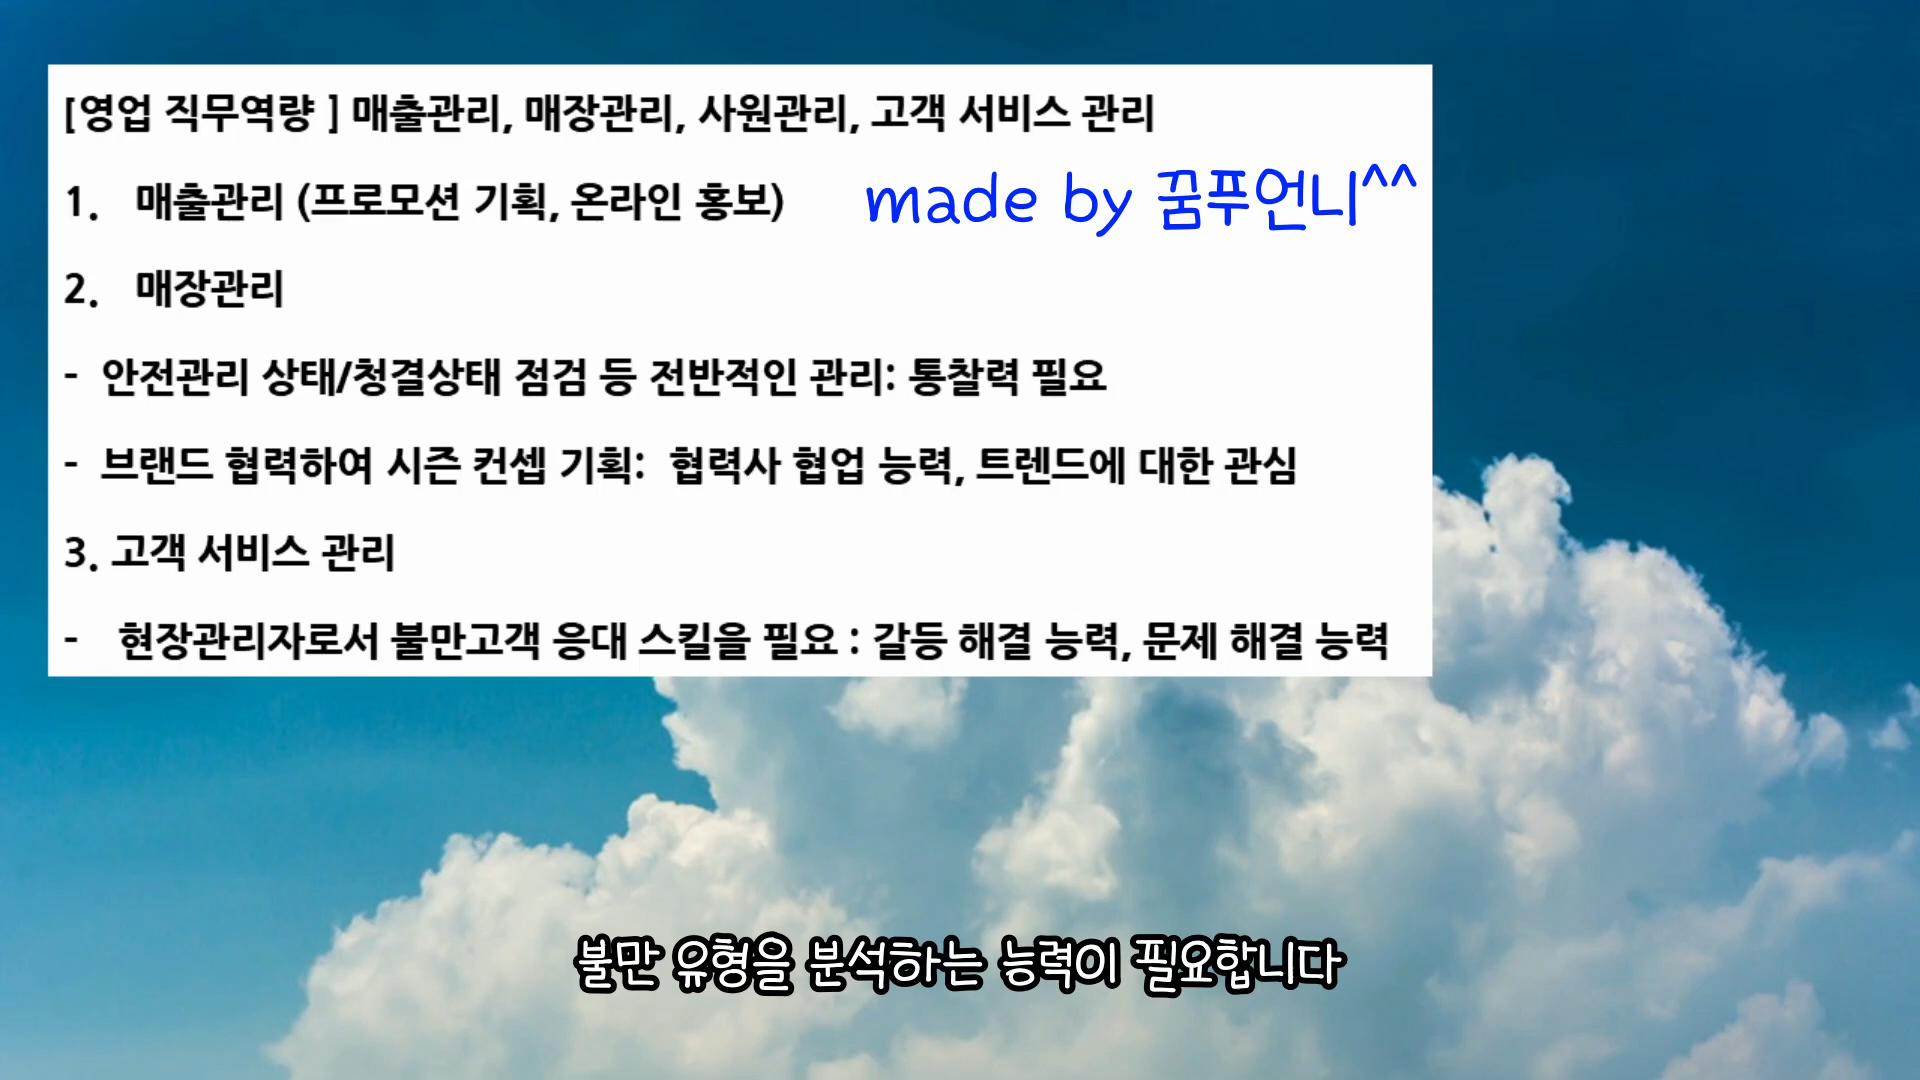 [영업 직무역량 ] 매출관리, 매장관리, 사원관리, 고객 서비스 관리
1. 매출관리 (프로모션 기획, 온라인 홍보)
made by 꿈푸언니^^
2. 매장관리
- 안전관리 상태/청결상태 점검 등 전반적인 관리: 통찰력 필요
- 브랜드 협력하여 시즌 컨셉 기획: 협력사 협업 능력, 트렌드에 대한 관심
3. 고객 서비스 관리
- 현장관리자로서 불만고객 응대 스킬을 필요 : 갈등 해결 능력, 문제 해결 능력
불만 유형을 분석하는 능력이 필요합니다